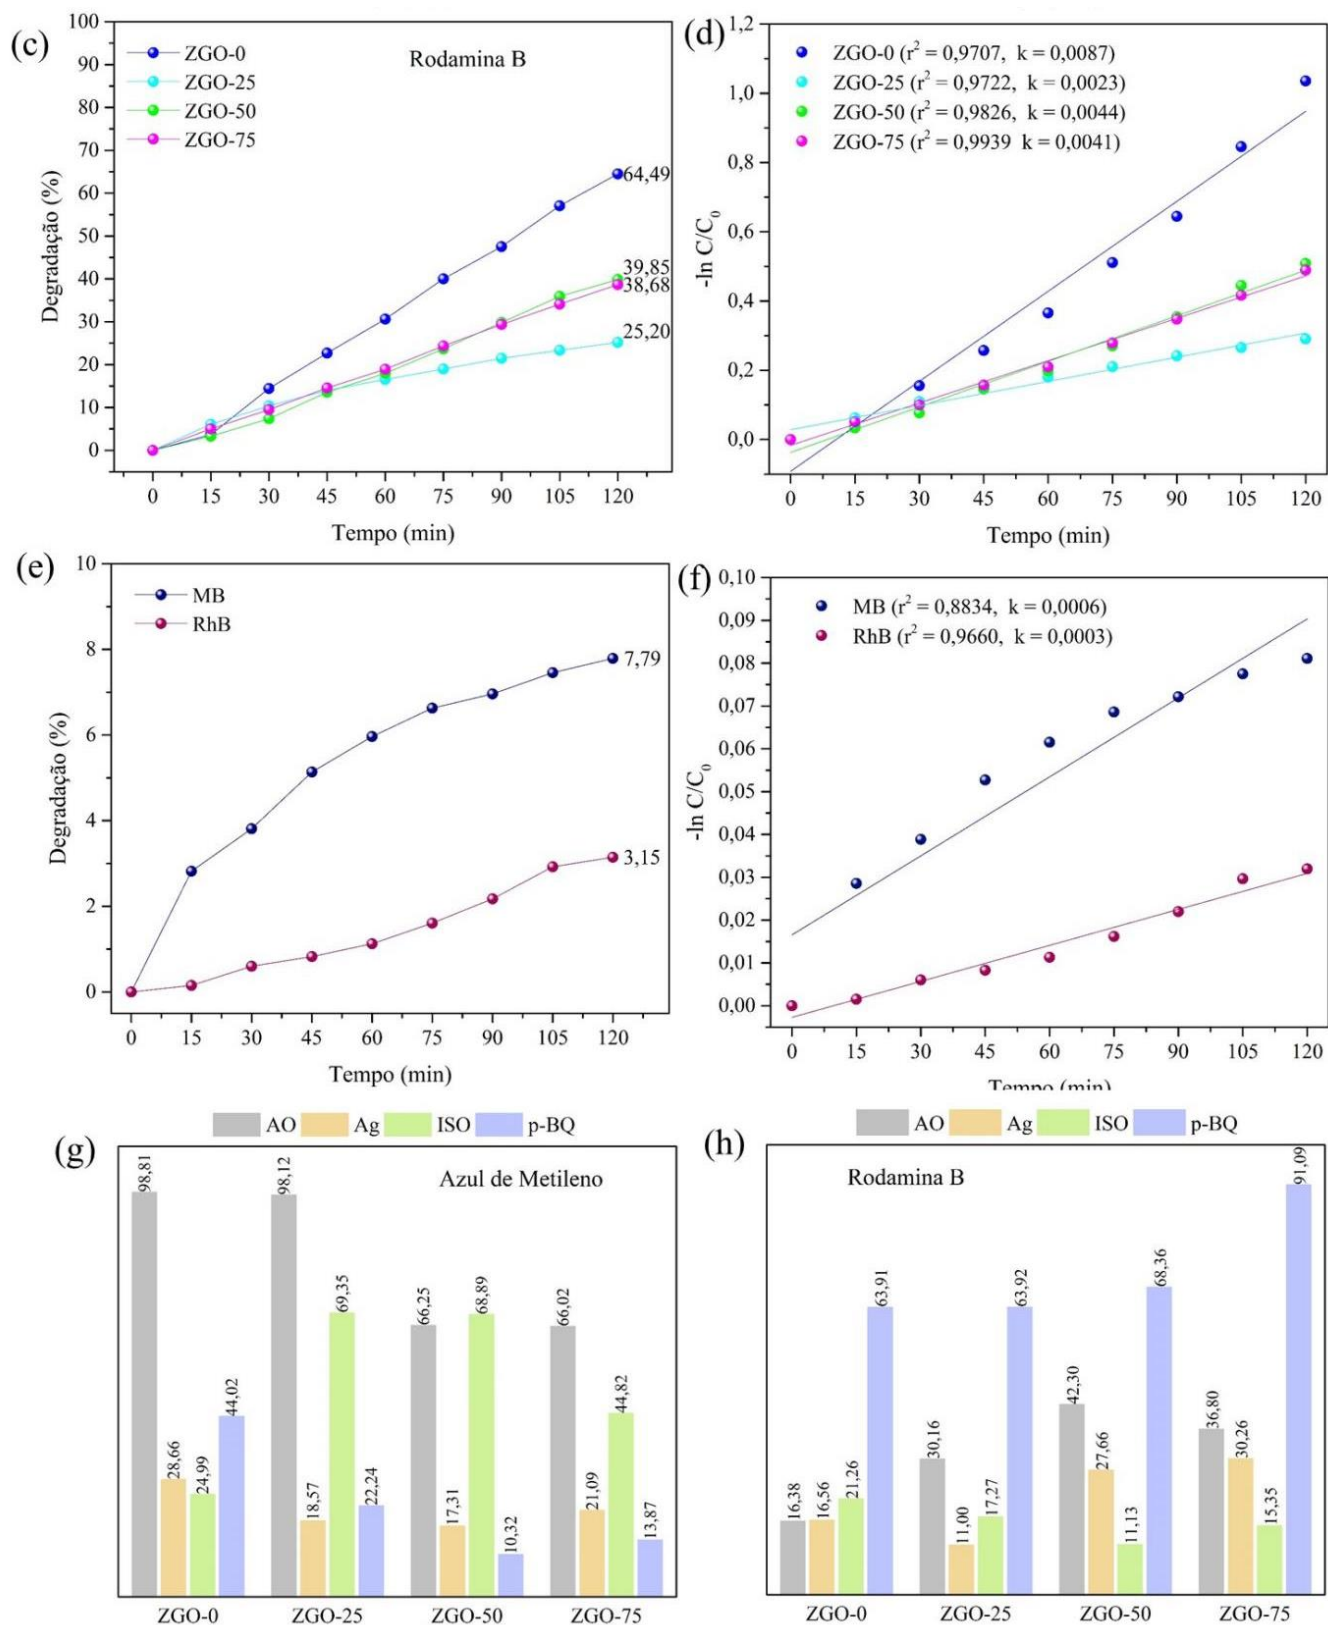 (c)
Rodamina B
ZGO-0
ZGO-25
ZGO-50
ZGO-75
Degradação (%)
100
90
80
70
60
50
40
30
20
10
0
64,49
39,85
38,68
25,20
0 15 30 45 60 75 90 105 120
Tempo (min)
(d)
ZGO-0 (r² = 0,9707, k = 0,0087)
ZGO-25 (r² = 0,9722, k = 0,0023)
ZGO-50 (r² = 0,9826, k = 0,0044)
ZGO-75 (r² = 0,9939 k = 0,0041)
-ln C/C₀
1,2
1,0
0,8
0,6
0,4
0,2
0,0
0 15 30 45 60 75 90 105 120
Tempo (min)
(e)
MB
RhB
Degradação (%)
10
8
6
4
2
0
7,79
3,15
0 15 30 45 60 75 90 105 120
Tempo (min)
(f)
MB (r² = 0,8834, k = 0,0006)
RhB (r² = 0,9660, k = 0,0003)
-ln C/C₀
0,10
0,09
0,08
0,07
0,06
0,05
0,04
0,03
0,02
0,01
0,00
0 15 30 45 60 75 90 105 120
Tempo (min)
AO Ag ISO p-BQ
(g)
Azul de Metileno
98,81 28,66 24,99 44,02
98,12 18,57 69,35 22,24
66,25 17,31 68,89 10,32
66,02 21,09 44,82 13,87
ZGO-0 ZGO-25 ZGO-50 ZGO-75
AO Ag ISO p-BQ
(h)
Rodamina B
16,38 16,56 21,26 63,91
30,16 11,00 17,27 63,92
42,30 27,66 11,13 68,36
36,80 30,26 15,35 91,09
ZGO-0 ZGO-25 ZGO-50 ZGO-75